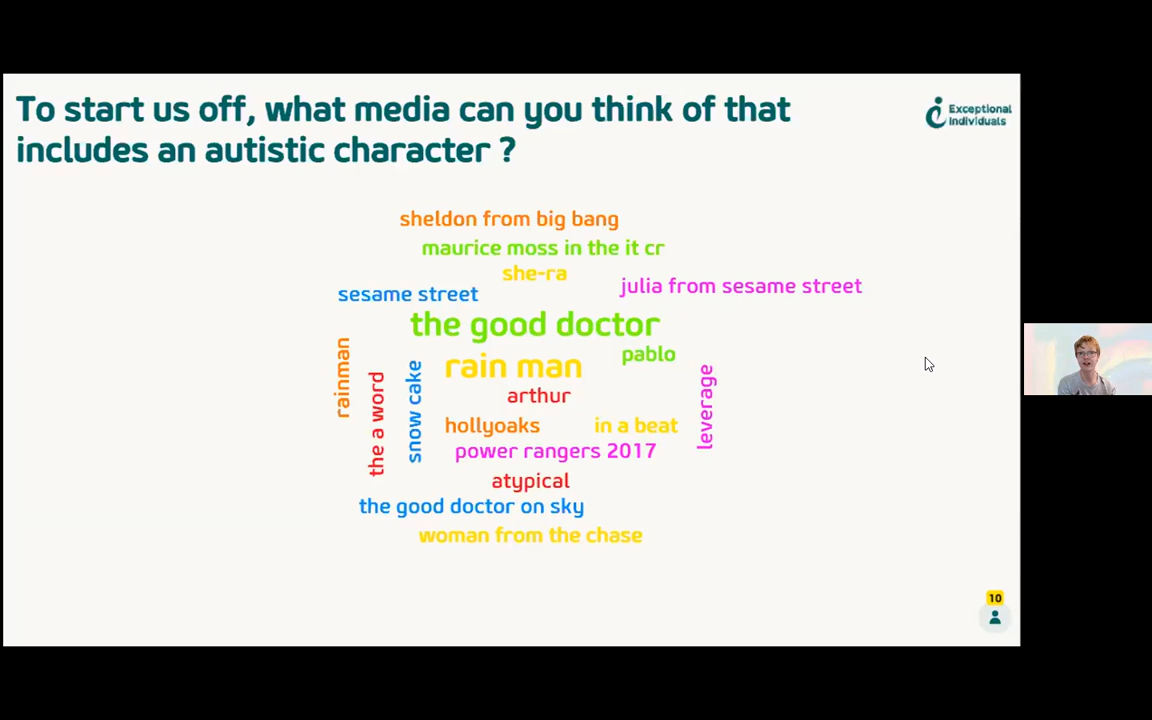 To start us off, what media can you think of that
includes an autistic character ?
Exceptional
Individuals
sheldon from big bang
maurice moss in the it cr
she-ra
julia from sesame street
sesame street
the good doctor
pablo
rain man
rainman
the a word
snow cake
leverage
arthur
hollyoaks
in a beat
power rangers 2017
atypical
the good doctor on sky
woman from the chase
10